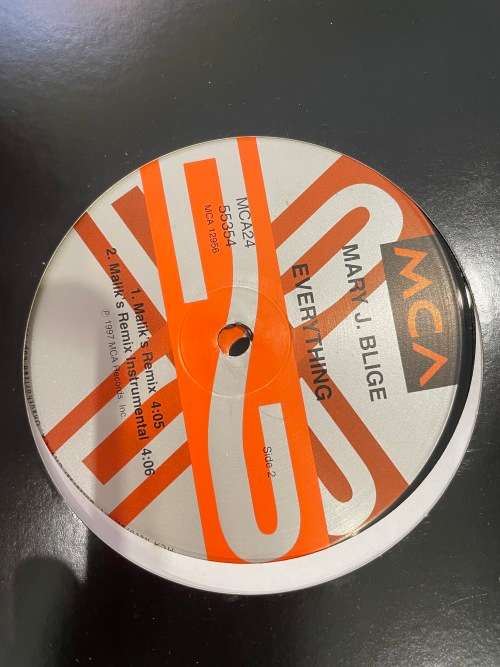 MCA
MARY J. BLIGE
EVERYTHING
MCA24
55354
MCA 12956
Side 2
1. Malik's Remix 4:05
2. Malik's Remix Instrumental 4:06
℗ 1997 MCA Records, Inc.